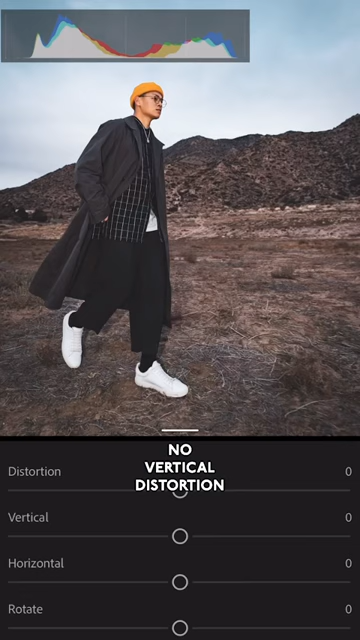 NO
VERTICAL
DISTORTION
Distortion 0
Vertical 0
Horizontal 0
Rotate 0